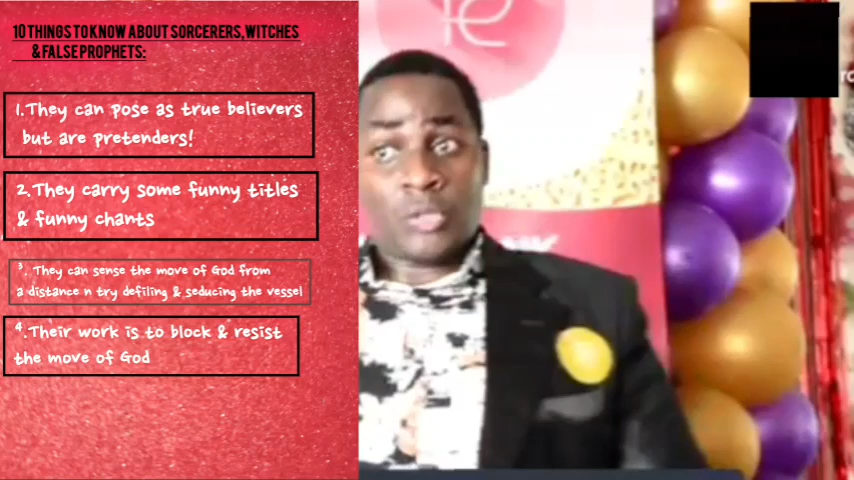 10 THINGS TO KNOW ABOUT SORCERERS, WITCHES
& FALSE PROPHETS:
1.They can pose as true believers
but are pretenders!
2.They carry some funny titles
& funny chants
3. They can sense the move of God from
a distance n try defiling & seducing the vessel
4.Their work is to block & resist
the move of God